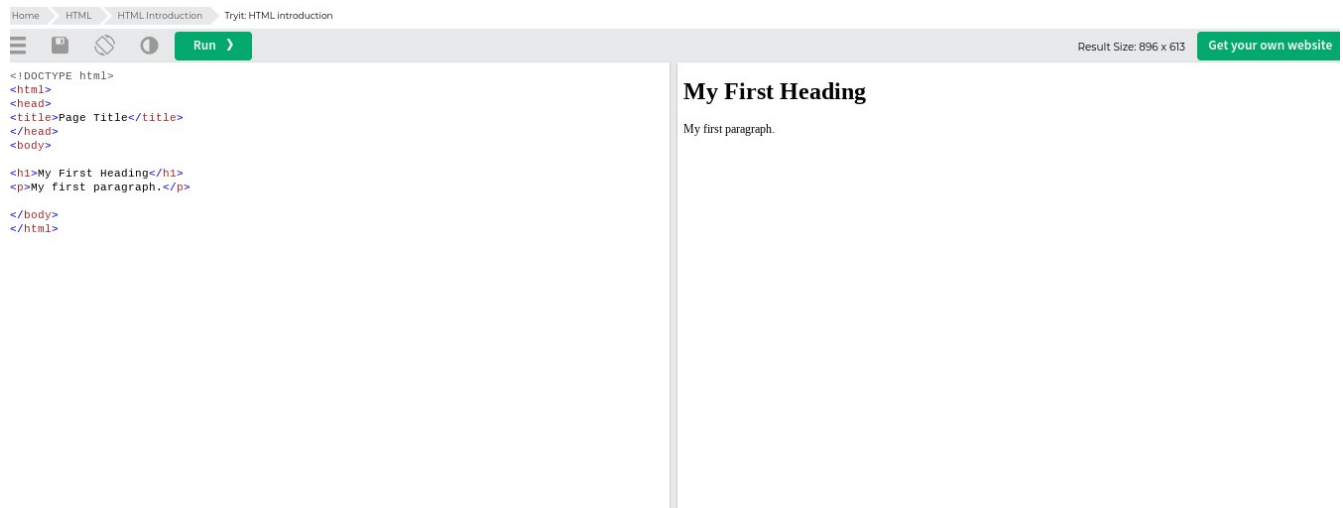 Home HTML HTML Introduction Tryit: HTML introduction
Run ❯ Result Size: 896 x 613 Get your own website
<!DOCTYPE html>
<html>
<head>
<title>Page Title</title>
</head>
<body>
<h1>My First Heading</h1>
<p>My first paragraph.</p>
</body>
</html>
My First Heading
My first paragraph.